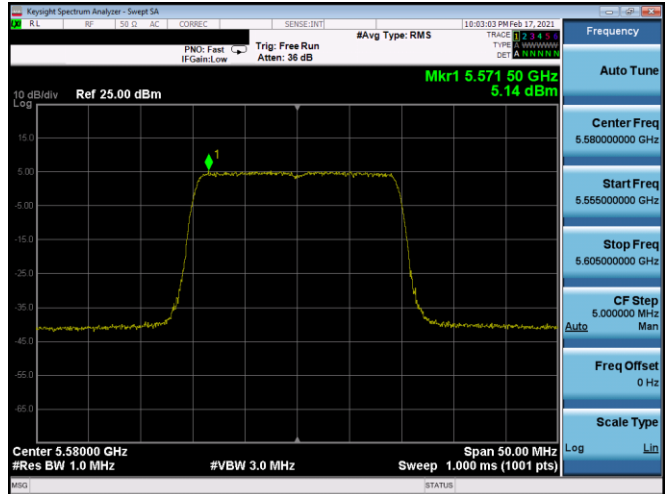 Keysight Spectrum Analyzer - Swept SA
RL RF 50 Ω AC CORREC SENSE:INT 10:03:03 PM Feb 17, 2021
#Avg Type: RMS
TRACE 1 2 3 4 5 6
TYPE A WWWWW
DET A N N N N N
PNO: Fast Trig: Free Run
IFGain:Low Atten: 36 dB
Mkr1 5.571 50 GHz
5.14 dBm
10 dB/div Ref 25.00 dBm
Log
15.0
5.00
-5.00
-15.0
-25.0
-35.0
-45.0
-55.0
-65.0
1
Center 5.58000 GHz Span 50.00 MHz
#Res BW 1.0 MHz #VBW 3.0 MHz Sweep 1.000 ms (1001 pts)
MSG STATUS
Frequency
Auto Tune
Center Freq
5.580000000 GHz
Start Freq
5.555000000 GHz
Stop Freq
5.605000000 GHz
CF Step
5.000000 MHz
Auto Man
Freq Offset
0 Hz
Scale Type
Log Lin